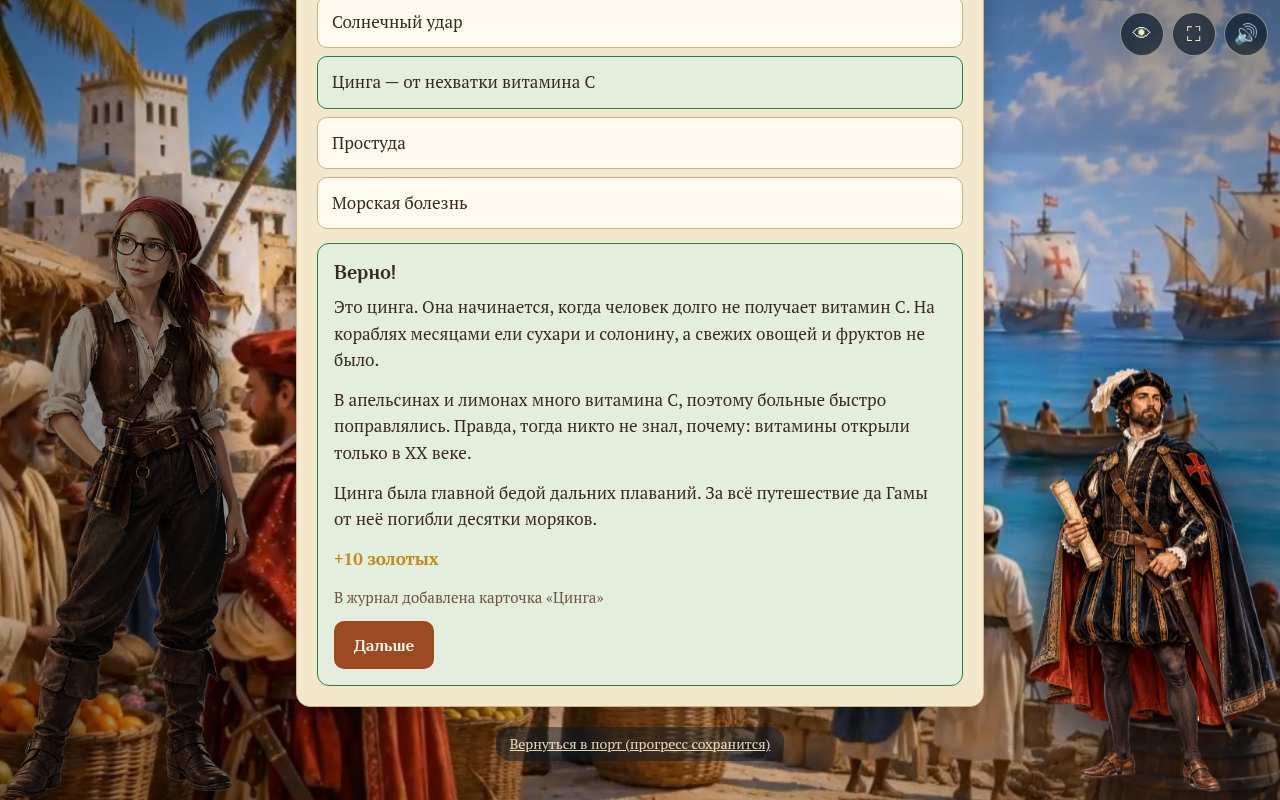 Солнечный удар
Цинга — от нехватки витамина С
Простуда
Морская болезнь
Верно!
Это цинга. Она начинается, когда человек долго не получает витамин С. На
кораблях месяцами ели сухари и солонину, а свежих овощей и фруктов не
было.
В апельсинах и лимонах много витамина С, поэтому больные быстро
поправлялись. Правда, тогда никто не знал, почему: витамины открыли
только в XX веке.
Цинга была главной бедой дальних плаваний. За всё путешествие да Гамы
от неё погибли десятки моряков.
+10 золотых
В журнал добавлена карточка «Цинга»
Дальше
Вернуться в порт (прогресс сохранится)